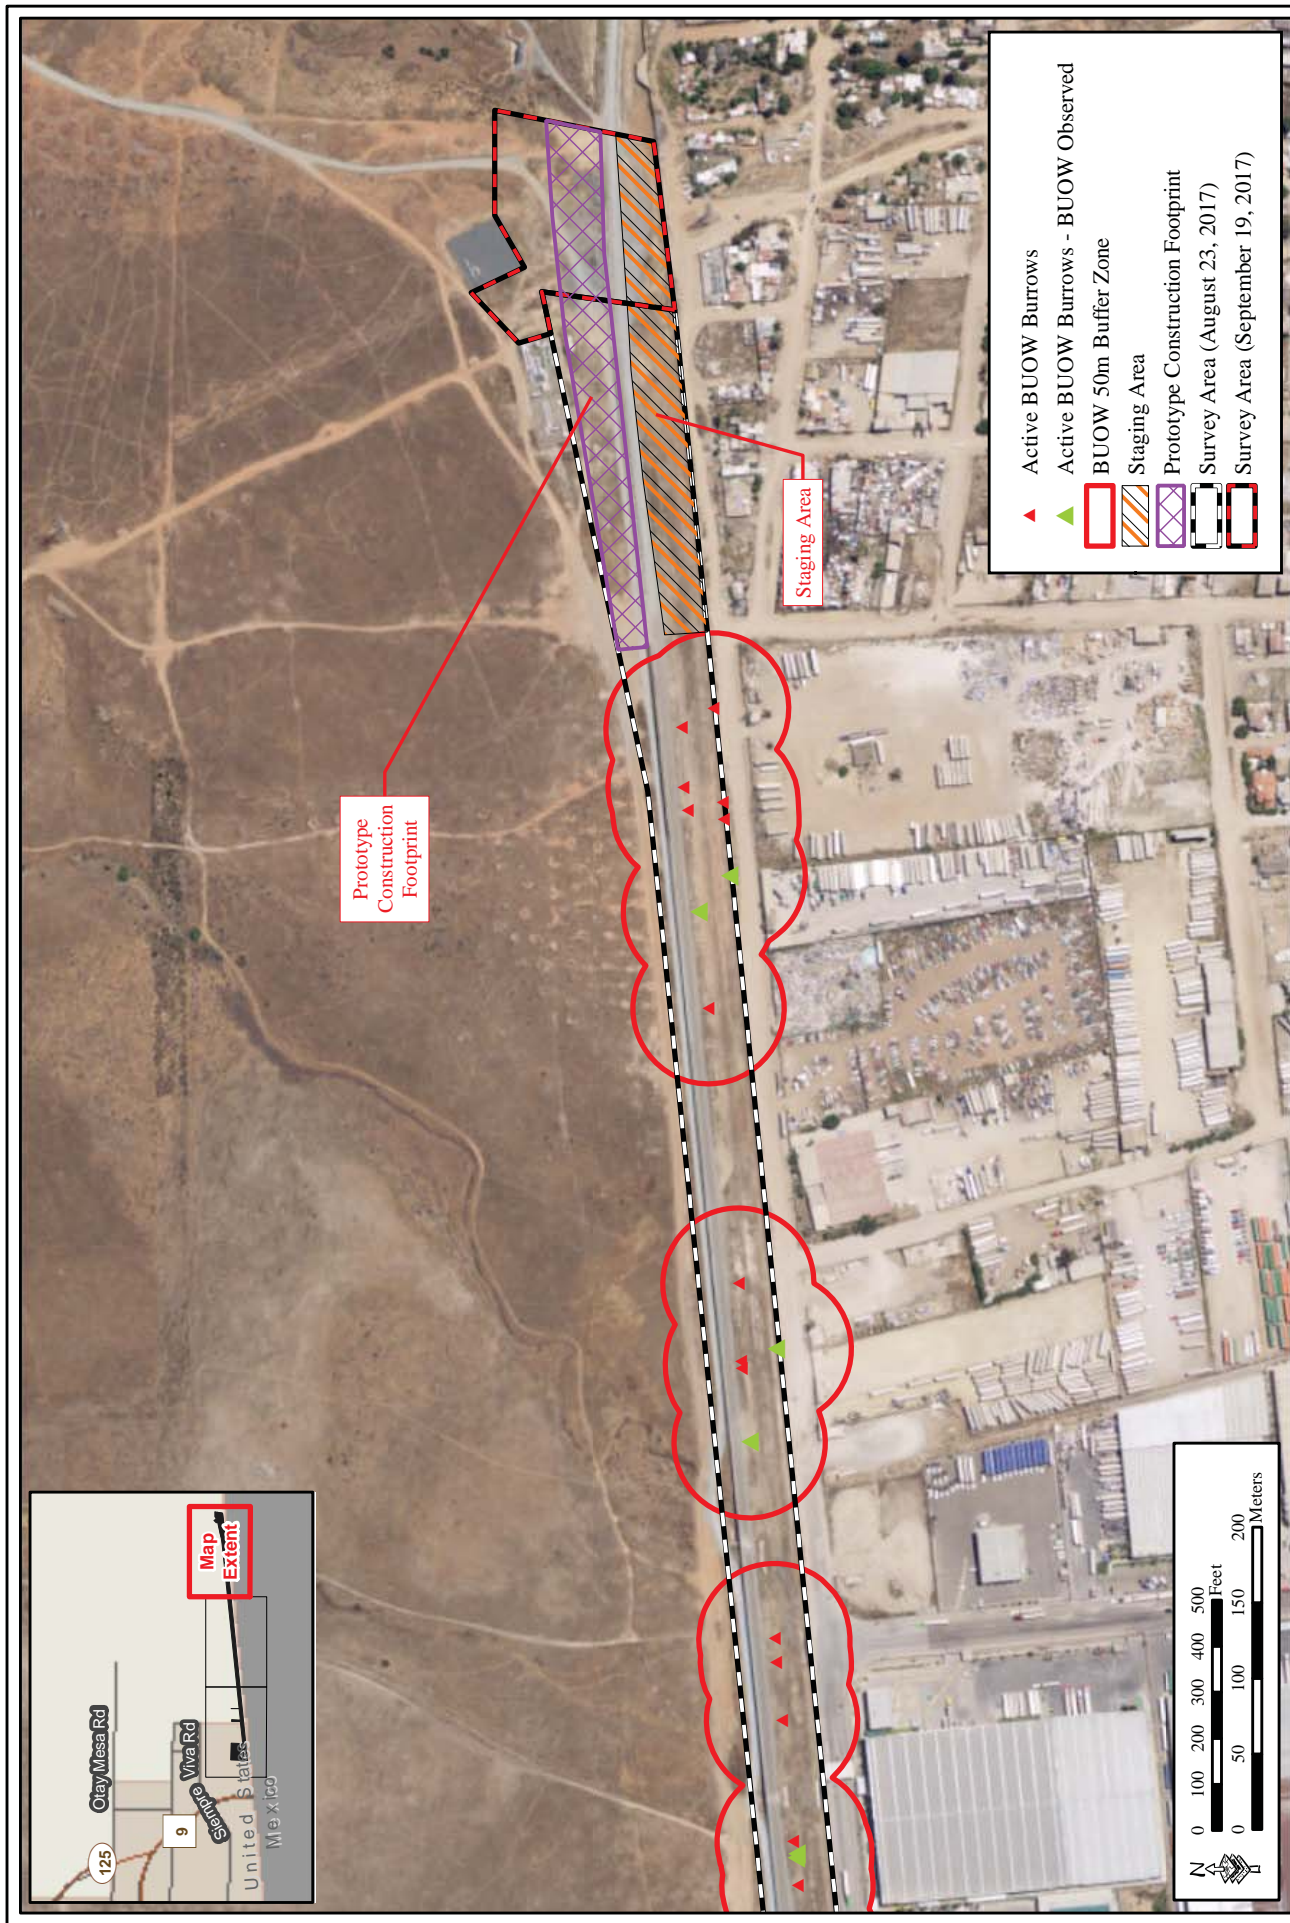 Otay Mesa Rd
125
9
Siempre
Viva Rd
United States
Mexico
Map
Extent
Prototype
Construction
Footprint
Staging Area
N
0 100 200 300 400 500
Feet
0 50 100 150 200
Meters
Active BUOW Burrows
Active BUOW Burrows - BUOW Observed
BUOW 50m Buffer Zone
Staging Area
Prototype Construction Footprint
Survey Area (August 23, 2017)
Survey Area (September 19, 2017)